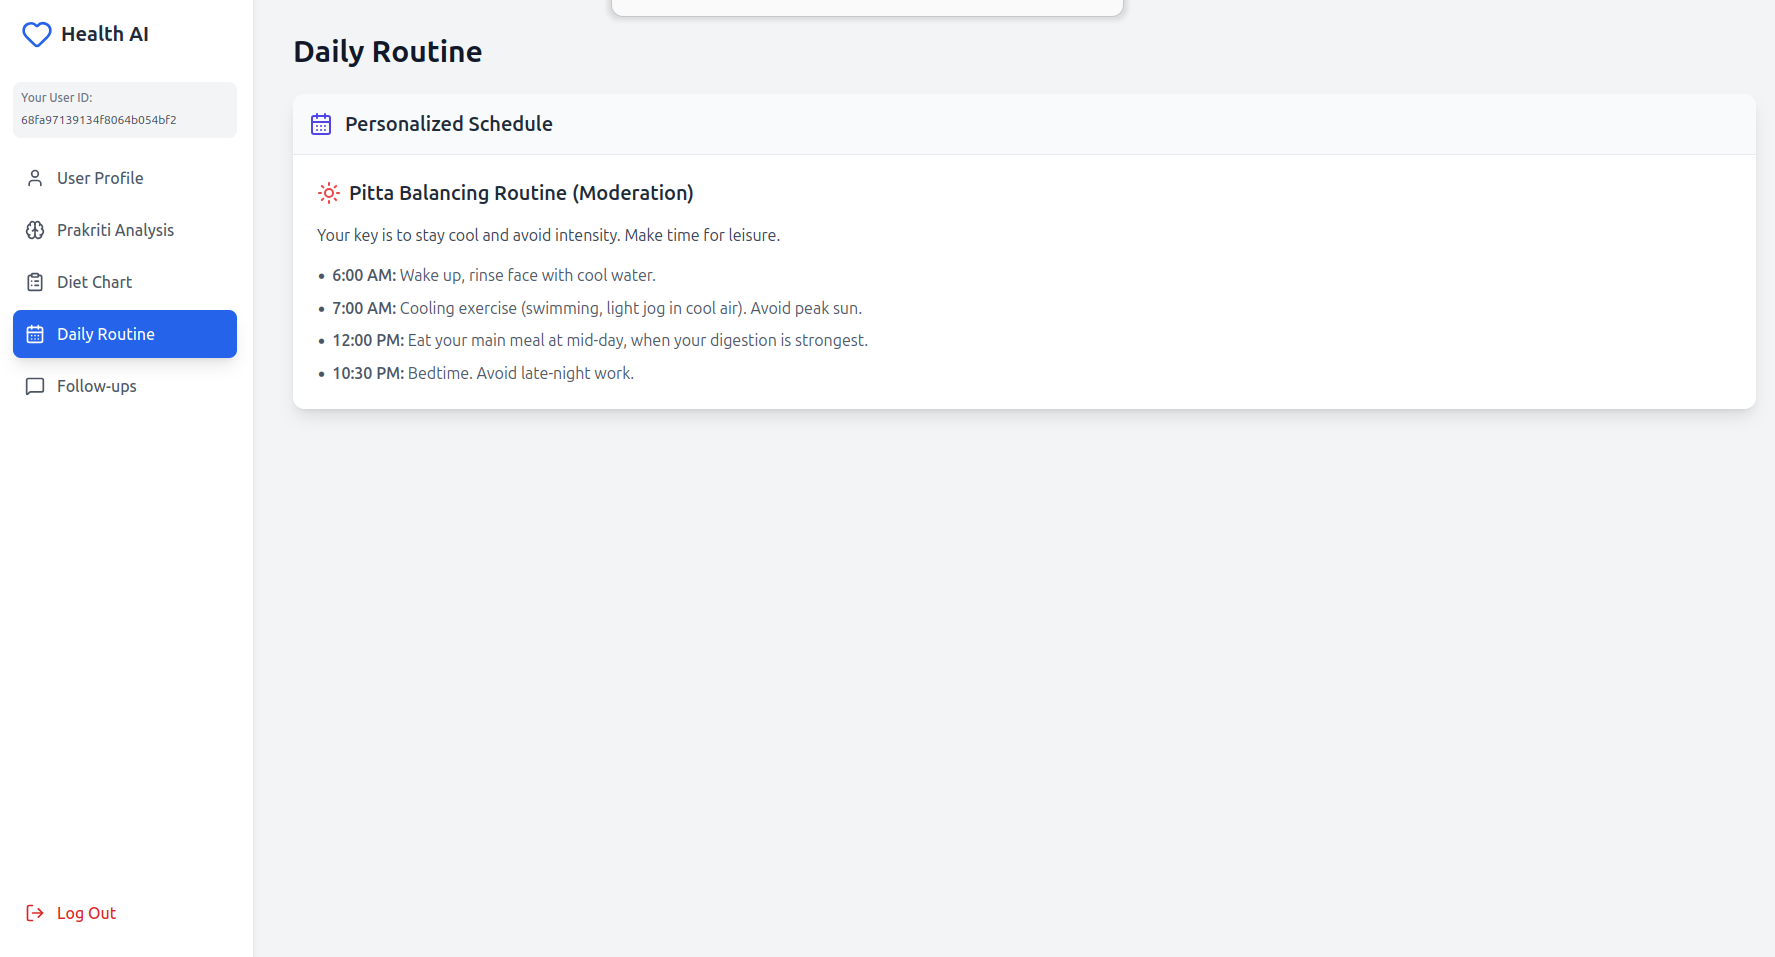 Health AI
Your User ID:
68fa97139134f8064b054bf2
User Profile
Prakriti Analysis
Diet Chart
Daily Routine
Follow-ups
Log Out
Daily Routine
Personalized Schedule
Pitta Balancing Routine (Moderation)
Your key is to stay cool and avoid intensity. Make time for leisure.
• 6:00 AM: Wake up, rinse face with cool water.
• 7:00 AM: Cooling exercise (swimming, light jog in cool air). Avoid peak sun.
• 12:00 PM: Eat your main meal at mid-day, when your digestion is strongest.
• 10:30 PM: Bedtime. Avoid late-night work.